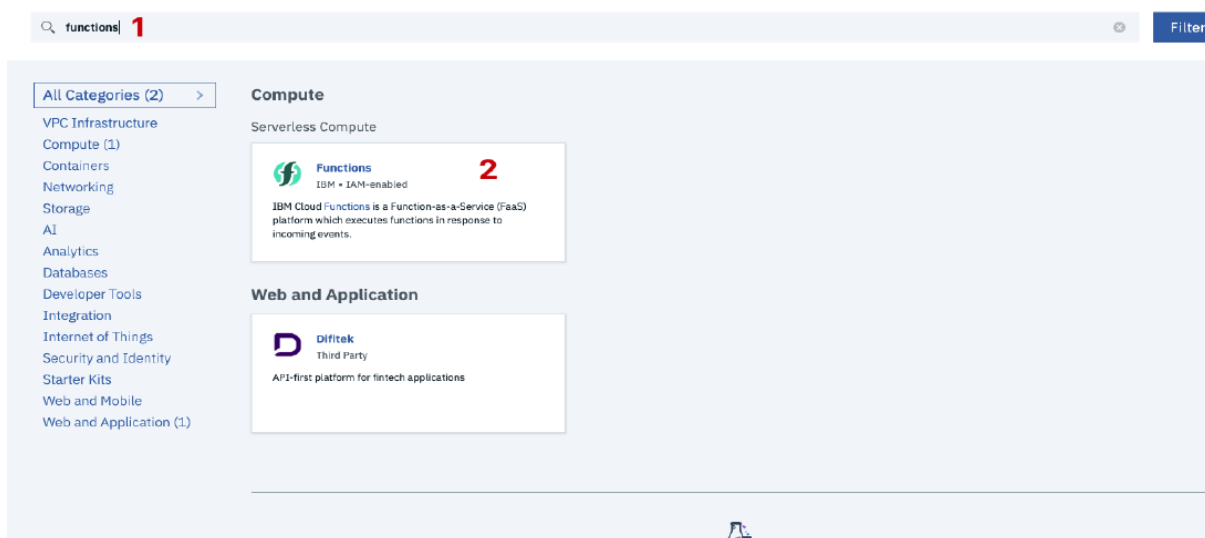 functions 1
Filter
All Categories (2) >
VPC Infrastructure
Compute (1)
Containers
Networking
Storage
AI
Analytics
Databases
Developer Tools
Integration
Internet of Things
Security and Identity
Starter Kits
Web and Mobile
Web and Application (1)
Compute
Serverless Compute
Functions 2
IBM • IAM-enabled
IBM Cloud Functions is a Function-as-a-Service (FaaS)
platform which executes functions in response to
incoming events.
Web and Application
Difitek
Third Party
API-first platform for fintech applications